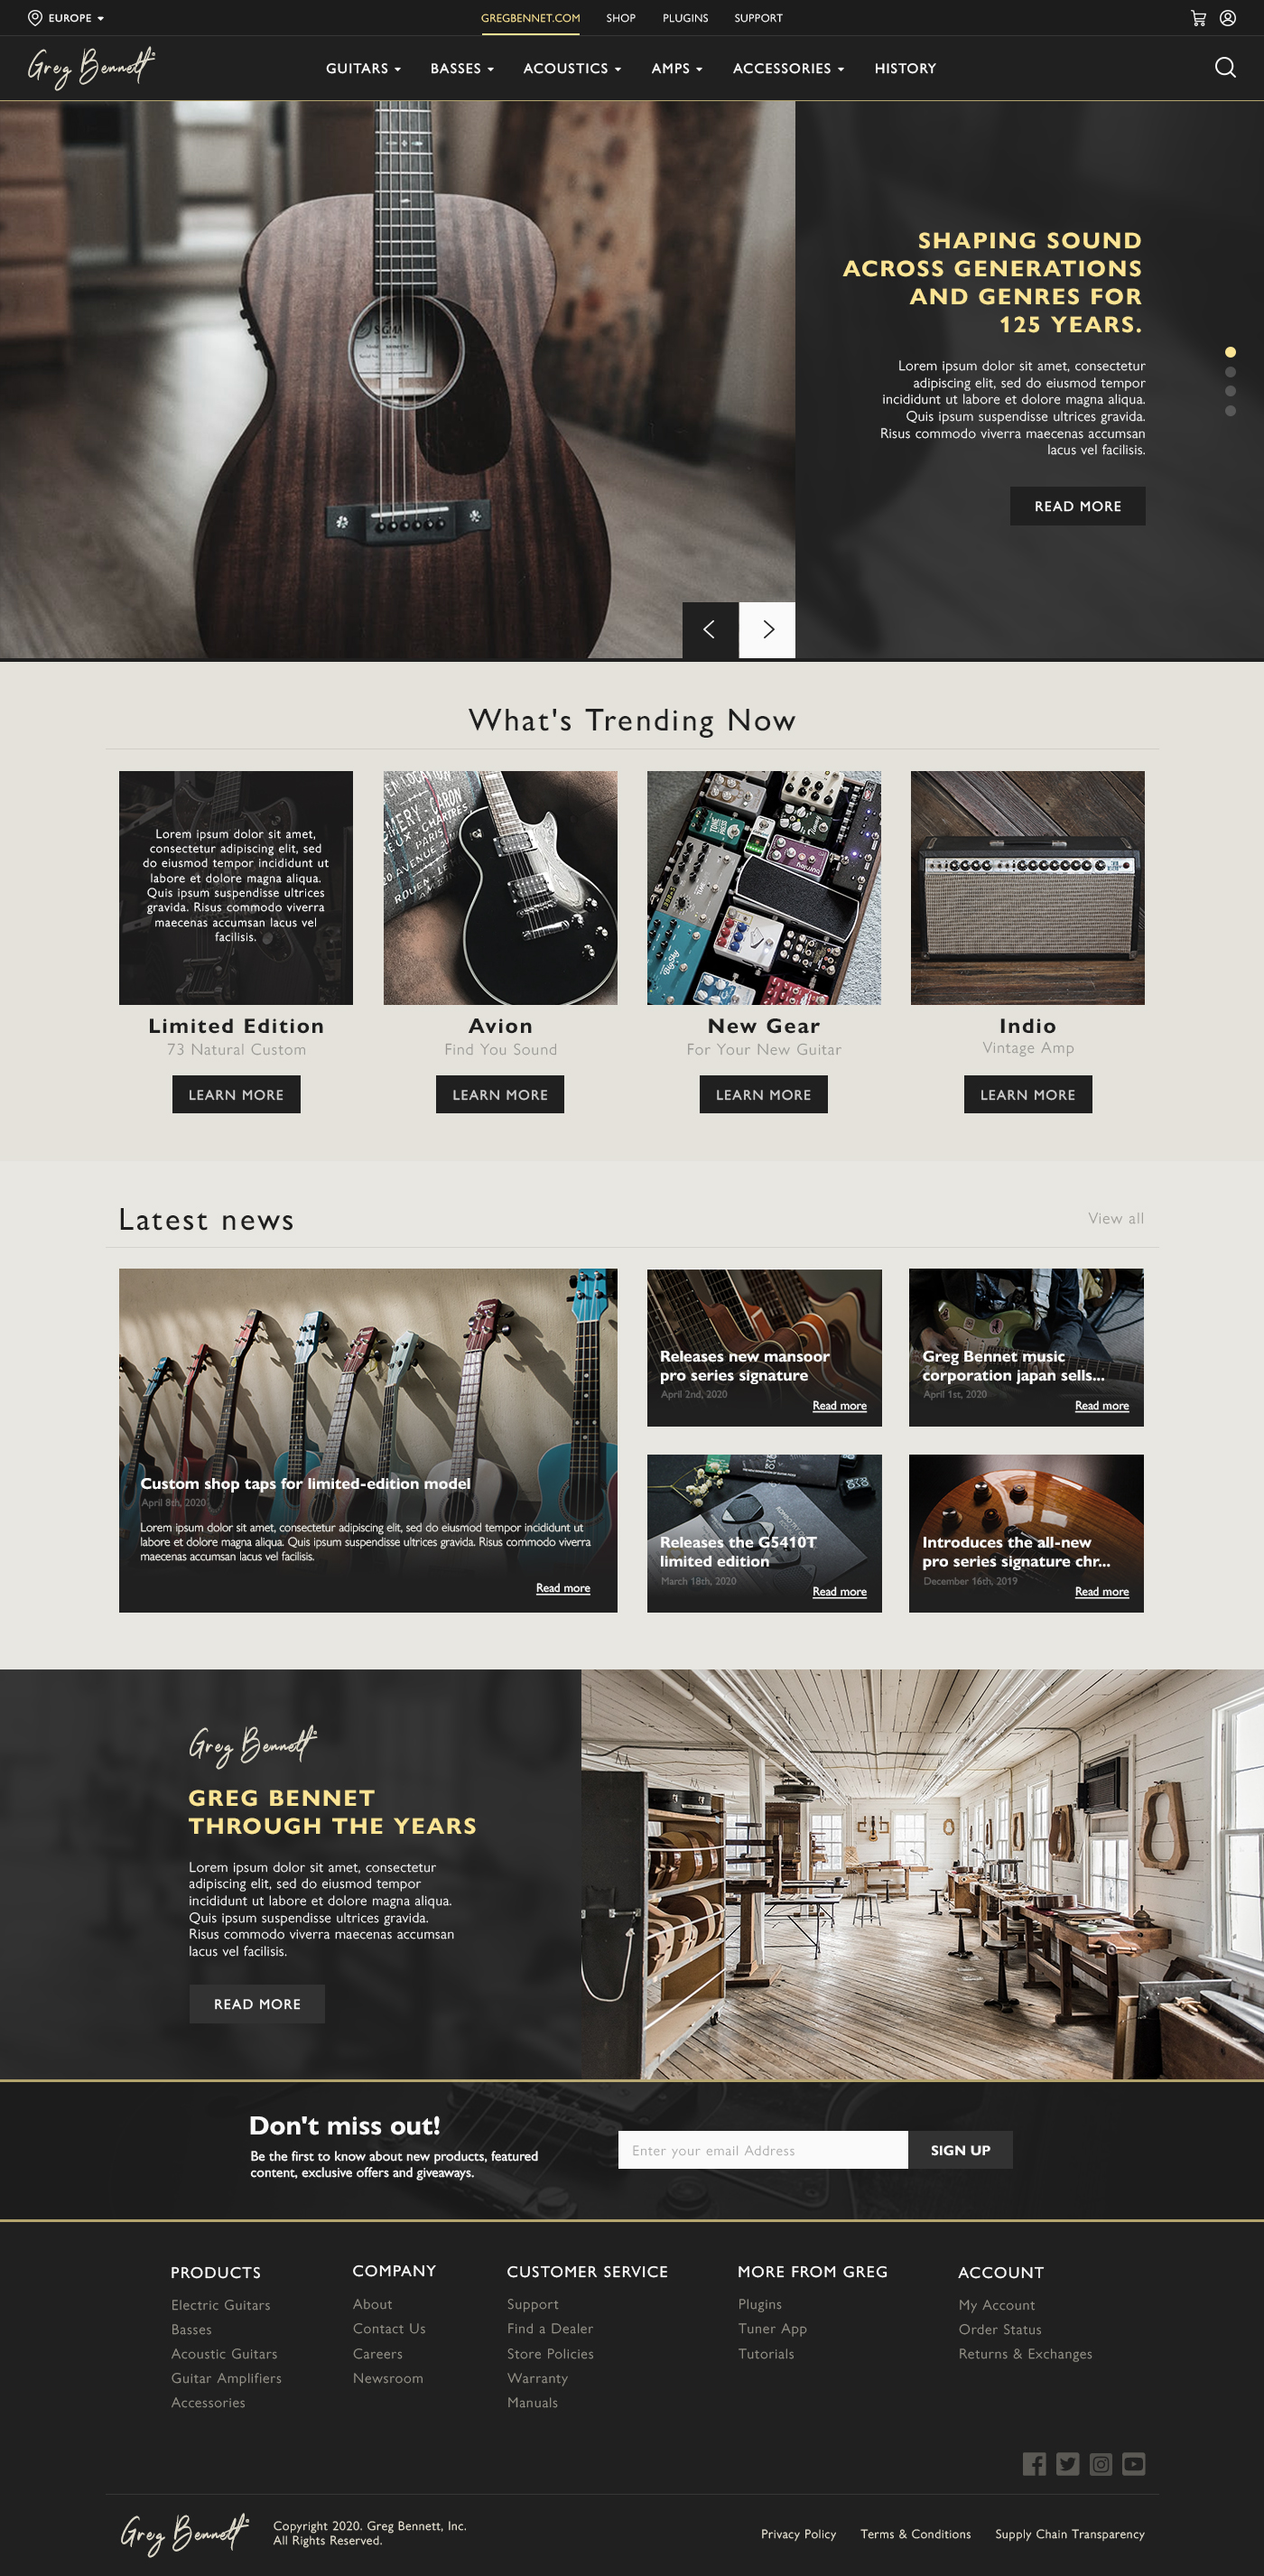 EUROPE
GREGBENNET.COM SHOP PLUGINS SUPPORT
Greg Bennett
GUITARS BASSES ACOUSTICS AMPS ACCESSORIES HISTORY
SIGMA
SHAPING SOUND
ACROSS GENERATIONS
AND GENRES FOR
125 YEARS.
Lorem ipsum dolor sit amet, consectetur
adipiscing elit, sed do eiusmod tempor
incididunt ut labore et dolore magna aliqua.
Quis ipsum suspendisse ultrices gravida.
Risus commodo viverra maecenas accumsan
lacus vel facilisis.
READ MORE
What's Trending Now
Lorem ipsum dolor sit amet,
consectetur adipiscing elit, sed
do eiusmod tempor incididunt ut
labore et dolore magna aliqua.
Quis ipsum suspendisse ultrices
gravida. Risus commodo viverra
maecenas accumsan lacus vel
facilisis.
Limited Edition
73 Natural Custom
LEARN MORE
Avion
Find You Sound
LEARN MORE
New Gear
For Your New Guitar
LEARN MORE
Indio
Vintage Amp
LEARN MORE
Latest news
View all
Custom shop taps for limited-edition model
April 8th, 2020
Lorem ipsum dolor sit amet, consectetur adipiscing elit, sed do eiusmod tempor incididunt ut
labore et dolore magna aliqua. Quis ipsum suspendisse ultrices gravida. Risus commodo viverra
maecenas accumsan lacus vel facilisis.
Read more
Releases new mansoor
pro series signature
April 2nd, 2020
Read more
Greg Bennet music
corporation japan sells...
April 1st, 2020
Read more
Releases the G5410T
limited edition
March 18th, 2020
Read more
Introduces the all-new
pro series signature chr...
December 16th, 2019
Read more
Greg Bennett
GREG BENNET
THROUGH THE YEARS
Lorem ipsum dolor sit amet, consectetur
adipiscing elit, sed do eiusmod tempor
incididunt ut labore et dolore magna aliqua.
Quis ipsum suspendisse ultrices gravida.
Risus commodo viverra maecenas accumsan
lacus vel facilisis.
READ MORE
Don't miss out!
Be the first to know about new products, featured
content, exclusive offers and giveaways.
Enter your email Address
SIGN UP
PRODUCTS
Electric Guitars
Basses
Acoustic Guitars
Guitar Amplifiers
Accessories
COMPANY
About
Contact Us
Careers
Newsroom
CUSTOMER SERVICE
Support
Find a Dealer
Store Policies
Warranty
Manuals
MORE FROM GREG
Plugins
Tuner App
Tutorials
ACCOUNT
My Account
Order Status
Returns & Exchanges
Greg Bennett
Copyright 2020. Greg Bennett, Inc.
All Rights Reserved.
Privacy Policy Terms & Conditions Supply Chain Transparency